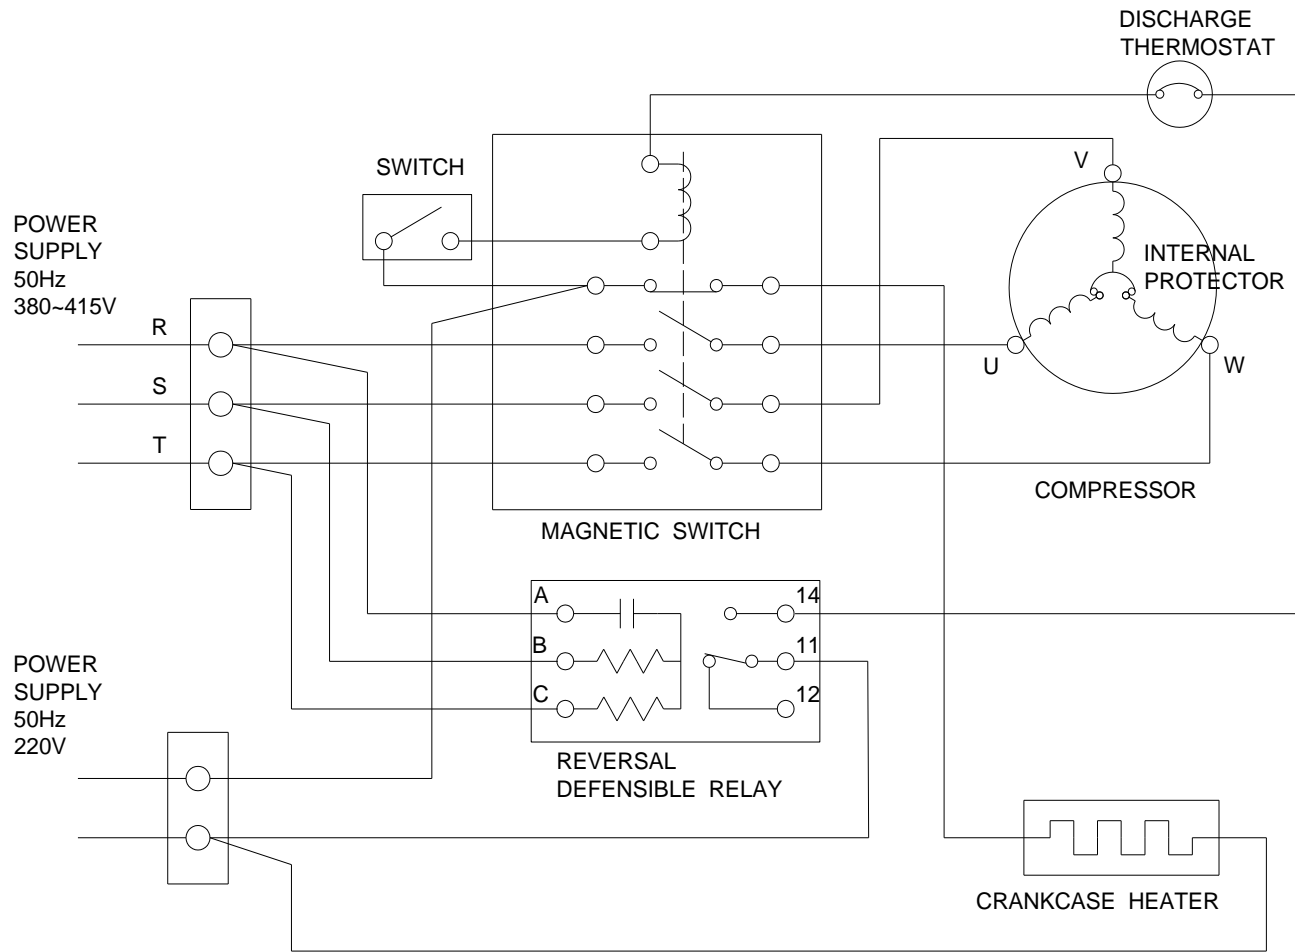 DISCHARGE
THERMOSTAT
SWITCH
V
POWER
SUPPLY
50Hz
380~415V
INTERNAL
PROTECTOR
R
U
W
S
T
COMPRESSOR
MAGNETIC SWITCH
A
14
B
11
C
12
POWER
SUPPLY
50Hz
220V
REVERSAL
DEFENSIBLE RELAY
CRANKCASE HEATER